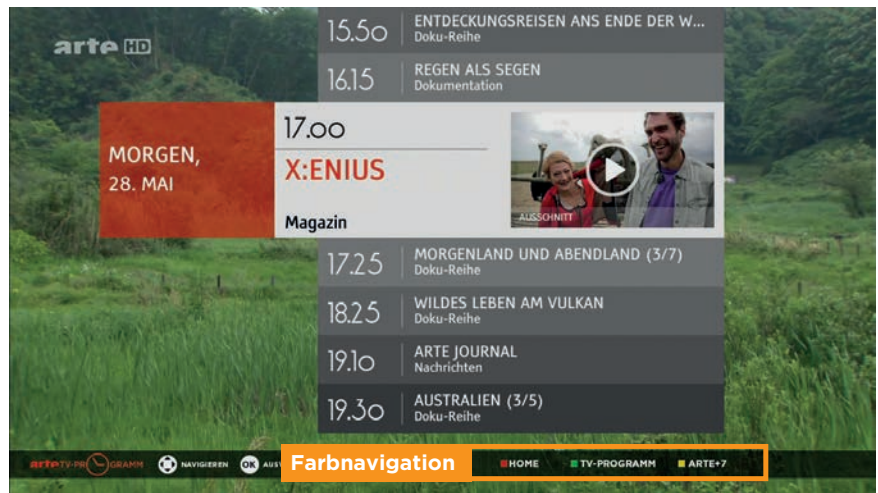 arte HD
15.50
ENTDECKUNGSREISEN ANS ENDE DER W...
Doku-Reihe
16.15
REGEN ALS SEGEN
Dokumentation
MORGEN,
28. MAI
17.00
X:ENIUS
Magazin
AUSSCHNITT
17.25
MORGENLAND UND ABENDLAND (3/7)
Doku-Reihe
18.25
WILDES LEBEN AM VULKAN
Doku-Reihe
19.10
ARTE JOURNAL
Nachrichten
19.30
AUSTRALIEN (3/5)
Doku-Reihe
arte TV-PROGRAMM NAVIGIEREN OK AUS
Farbnavigation
HOME TV-PROGRAMM ARTE+7